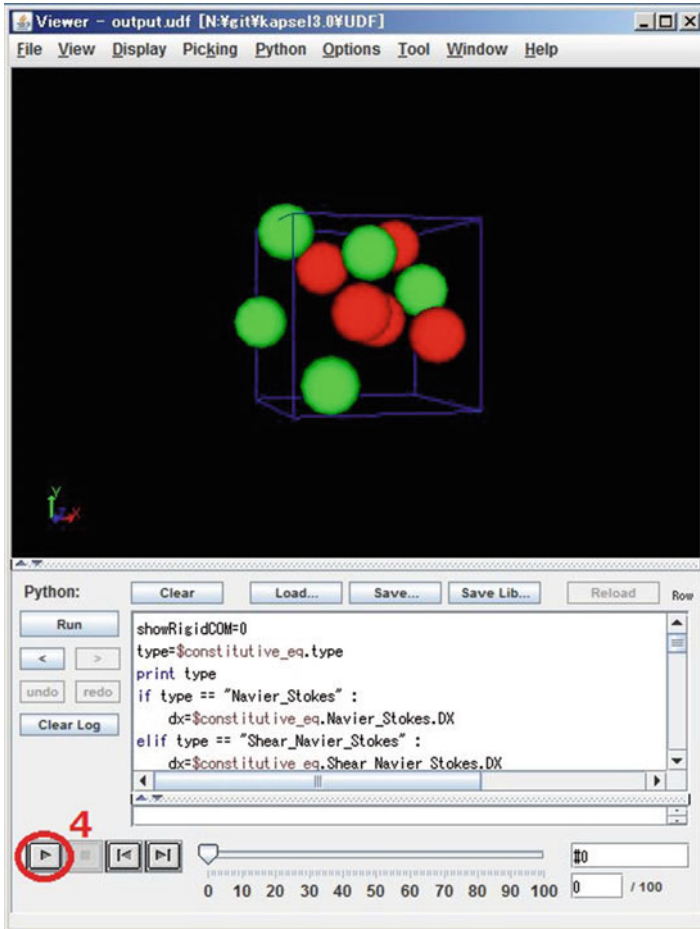 Viewer - output.udf [N:¥git¥kapsel3.0¥UDF]
File View Display Picking Python Options Tool Window Help
Y
Z X
Python:
Clear Load... Save... Save Lib... Reload Row
Run
< >
undo redo
Clear Log
showRigidCOM=0
type=$constitutive_eq.type
print type
if type == "Navier_Stokes" :
dx=$constitutive_eq.Navier_Stokes.DX
elif type == "Shear_Navier_Stokes" :
dx=$constitutive_eq.Shear_Navier_Stokes.DX
4
#0
0 / 100
0 10 20 30 40 50 60 70 80 90 100